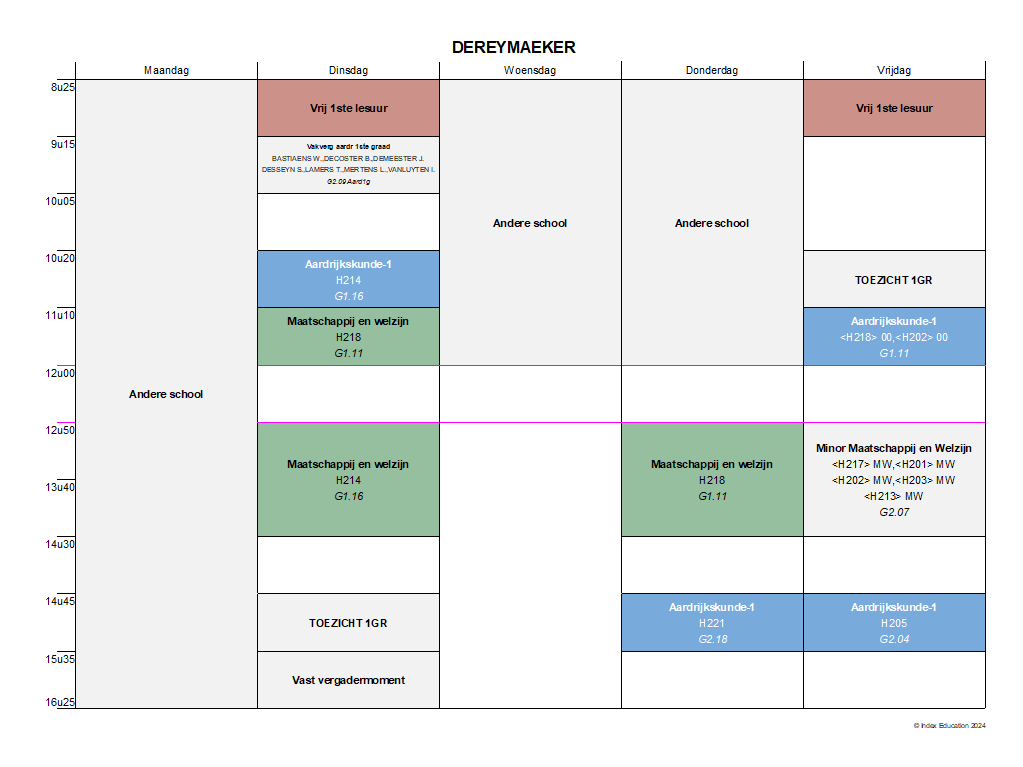 DEREYMAEKER
Maandag
Dinsdag
Woensdag
Donderdag
Vrijdag
8u25
9u15
10u05
10u20
11u10
12u00
12u50
13u40
14u30
14u45
15u35
16u25
Andere school
Vrij 1ste lesuur
Vakverg aardr 1ste graad
BASTIAENS W.,DECOSTER B.,DEMEESTER J.
DESSEYN S.,LAMERS T.,MERTENS L.,VANLUYTEN I.
G2.09 Aard1g
Aardrijkskunde-1
H214
G1.16
Maatschappij en welzijn
H218
G1.11
Maatschappij en welzijn
H214
G1.16
TOEZICHT 1GR
Vast vergadermoment
Andere school
Andere school
Maatschappij en welzijn
H218
G1.11
Aardrijkskunde-1
H221
G2.18
Vrij 1ste lesuur
TOEZICHT 1GR
Aardrijkskunde-1
<H218> 00,<H202> 00
G1.11
Minor Maatschappij en Welzijn
<H217> MW,<H201> MW
<H202> MW,<H203> MW
<H213> MW
G2.07
Aardrijkskunde-1
H205
G2.04
© Index Education 2024